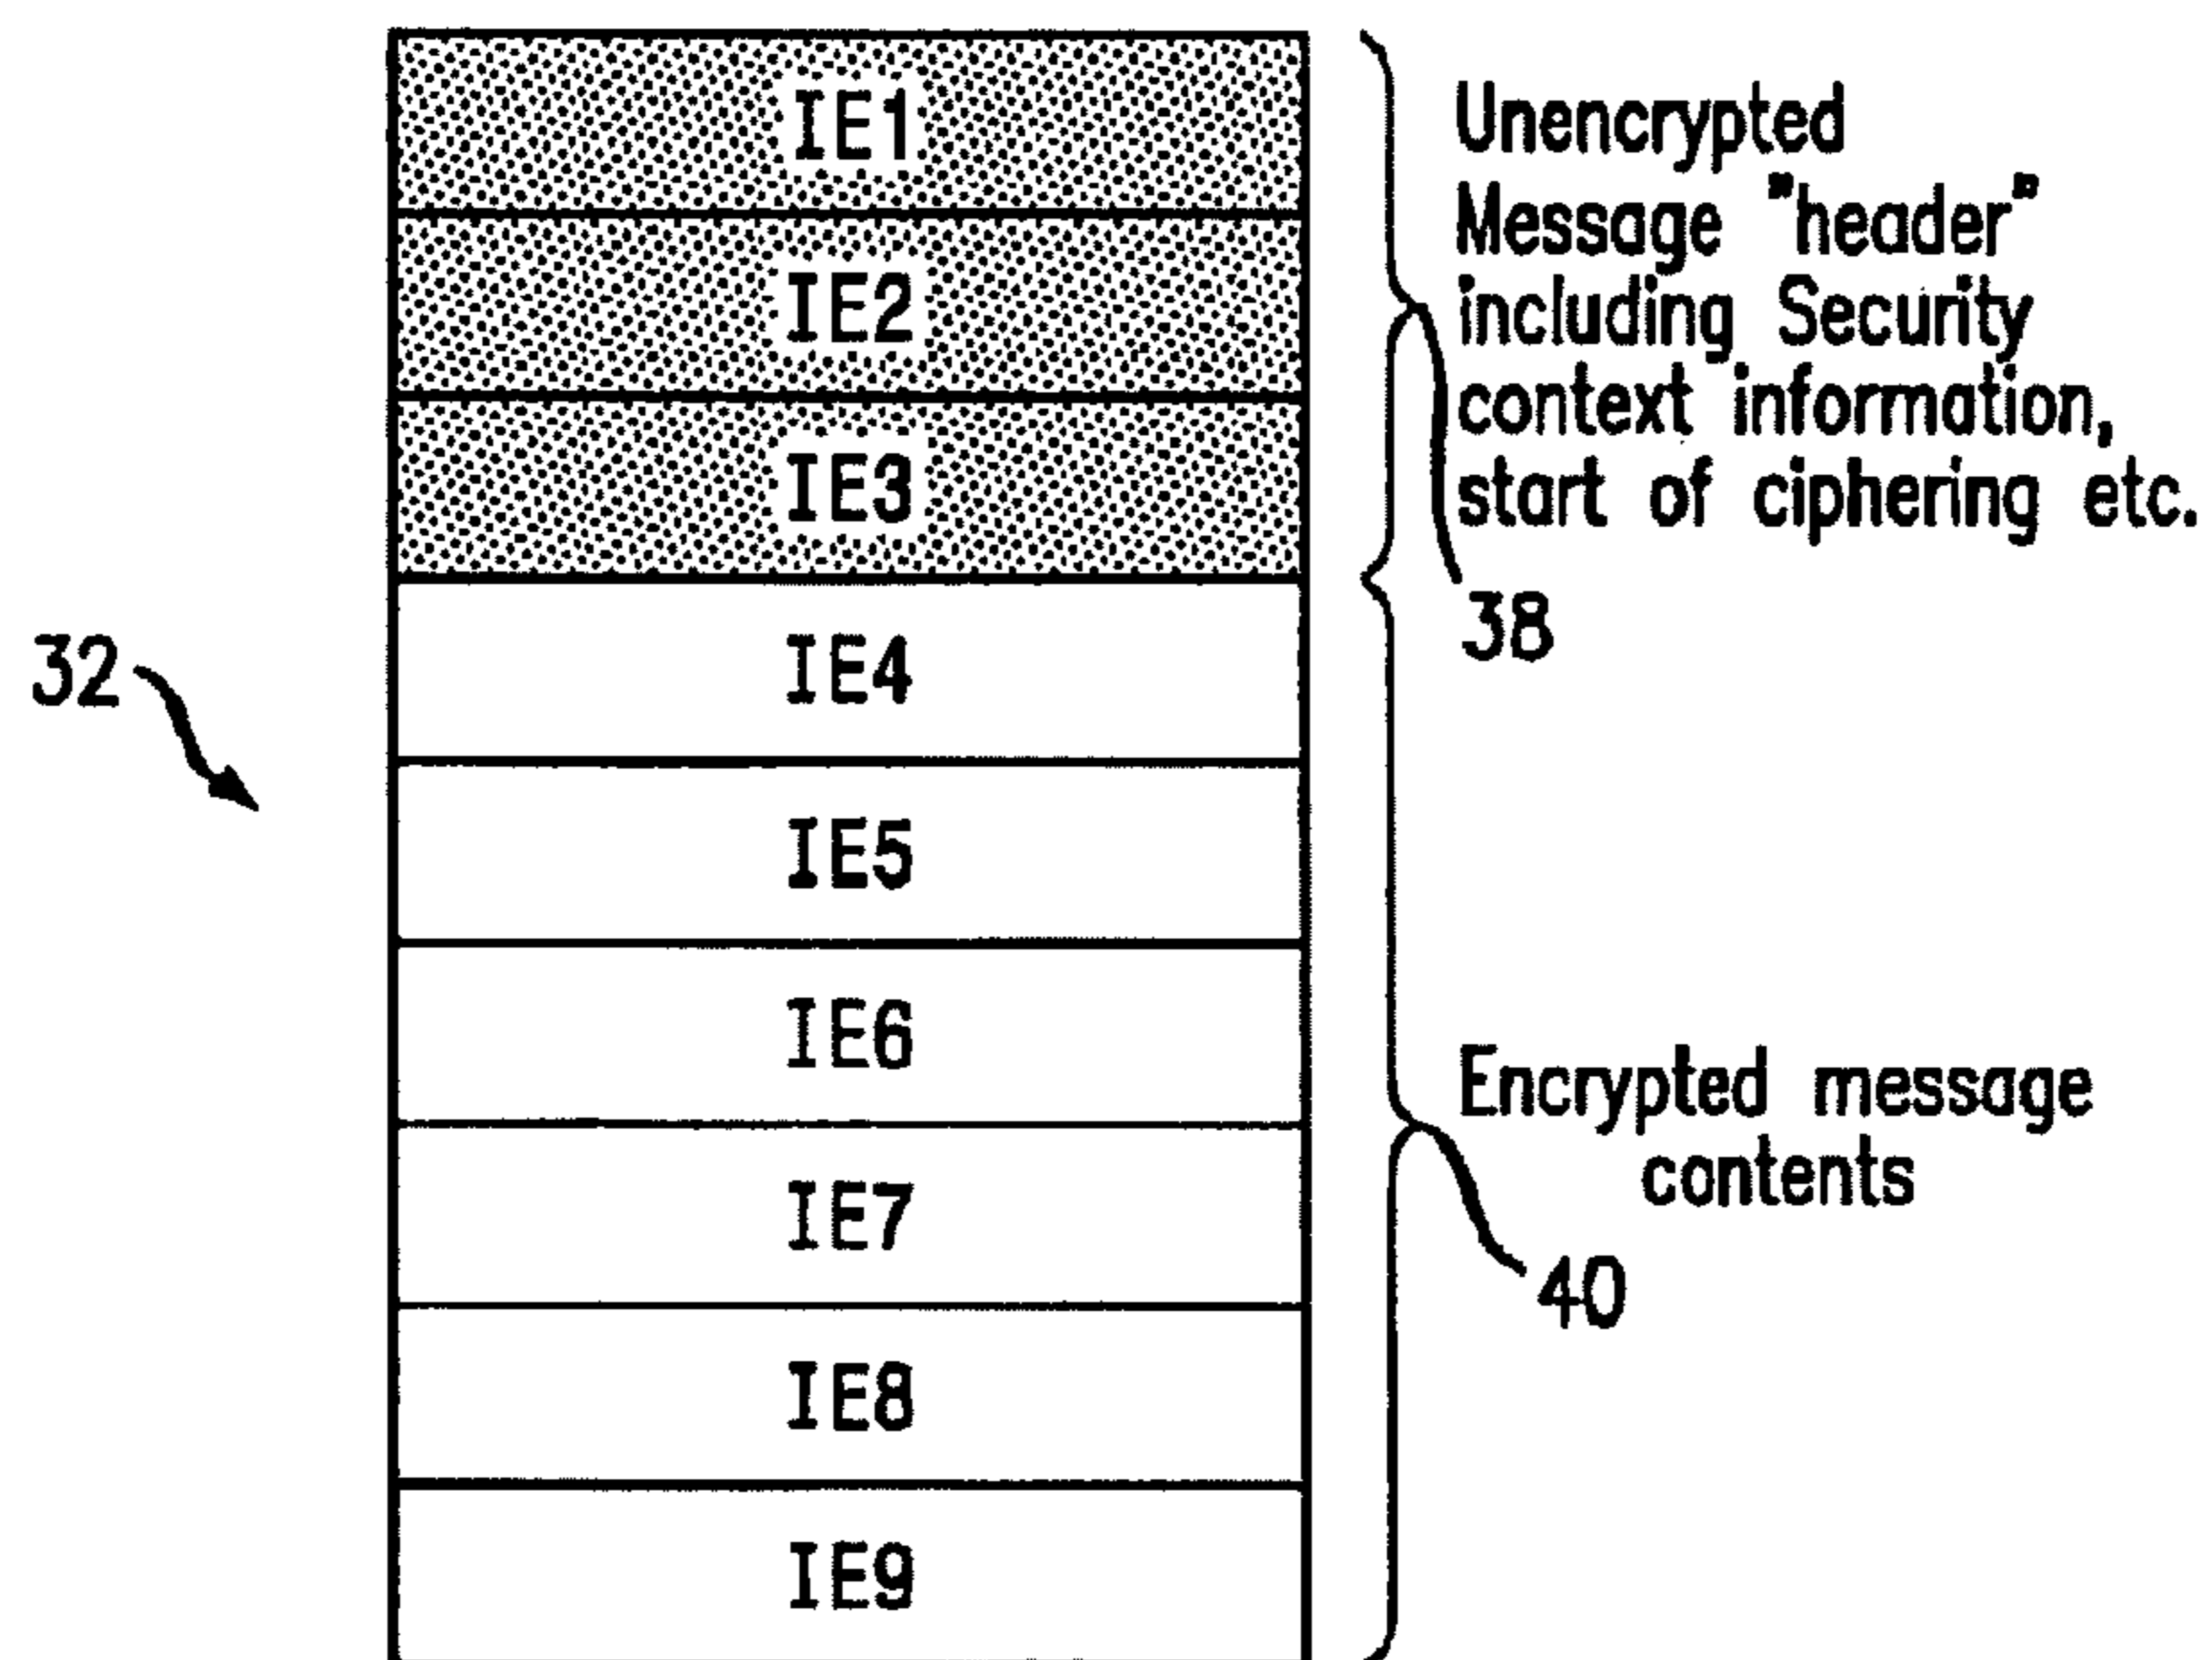 IE1
IE2
IE3
IE4
IE5
IE6
IE7
IE8
IE9
32
Unencrypted
Message "header"
including Security
context information,
start of ciphering etc.
38
Encrypted message
contents
40